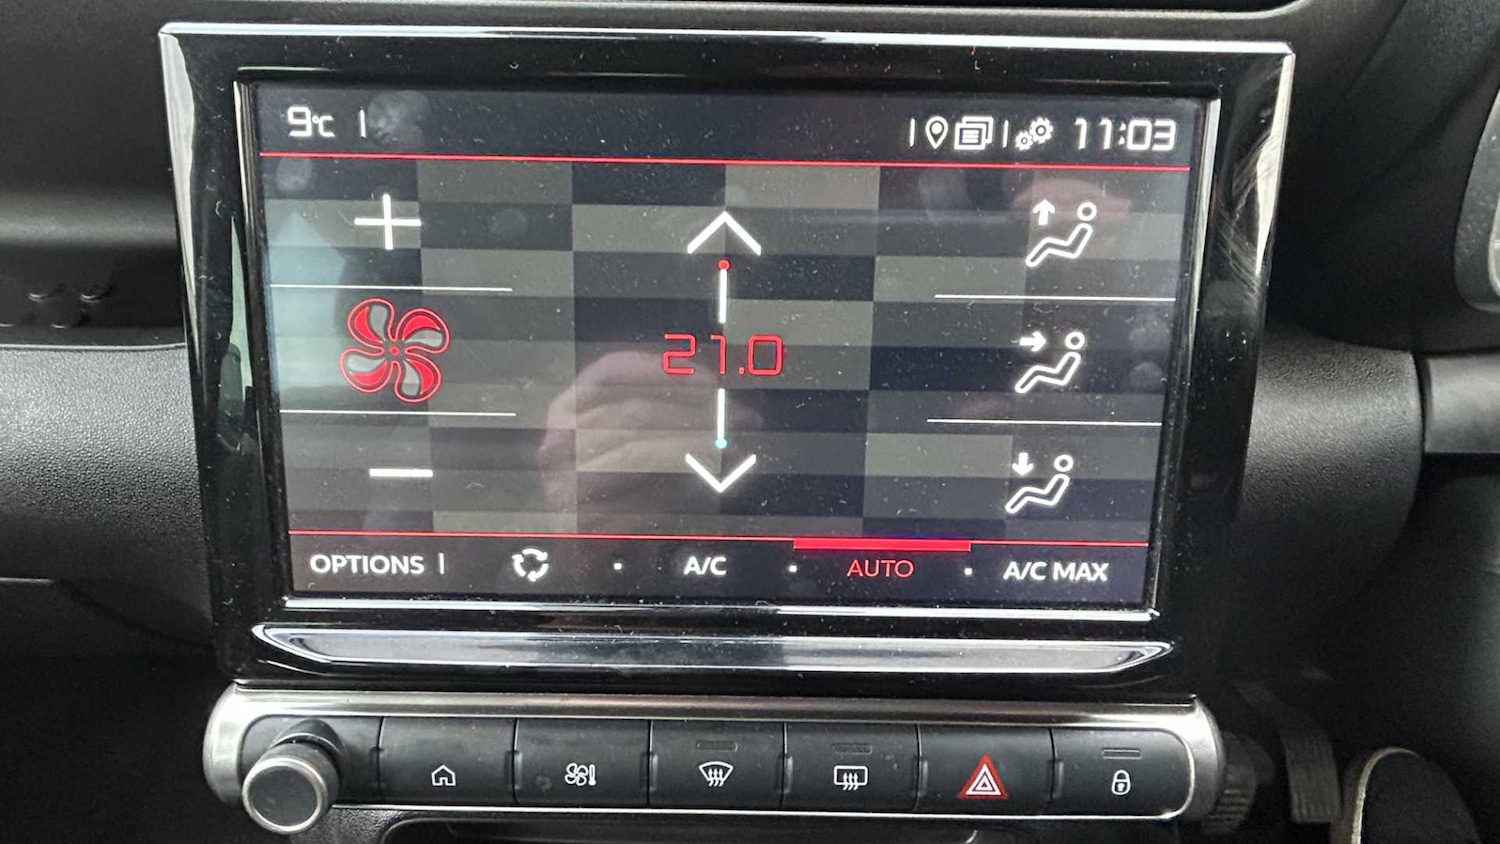 9°C
11:03
21.0
OPTIONS A/C AUTO A/C MAX